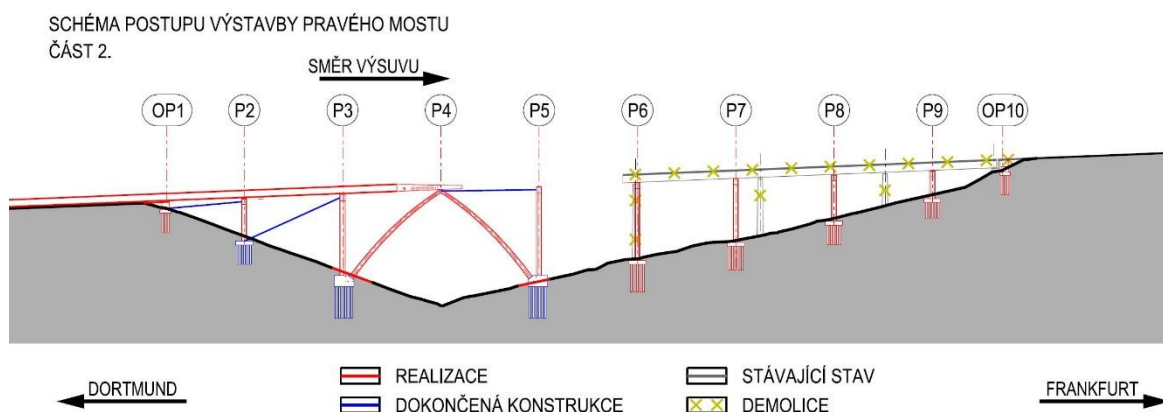 SCHÉMA POSTUPU VÝSTAVBY PRAVÉHO MOSTU
ČÁST 2.
SMĚR VÝSUVU
OP1 P2 P3 P4 P5 P6 P7 P8 P9 OP10
REALIZACE STÁVAJÍCÍ STAV
DORTMUND FRANKFURT
DOKONČENÁ KONSTRUKCE DEMOLICE